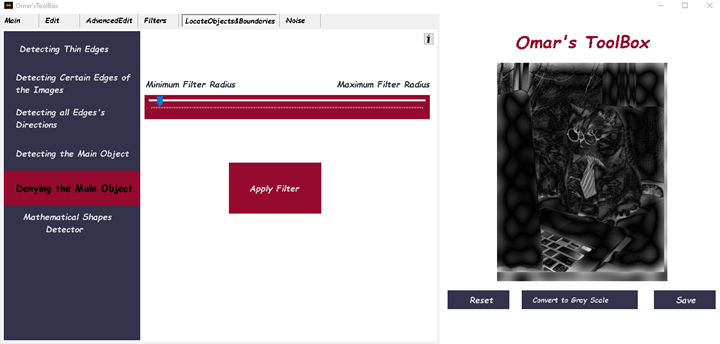 Omar'sToolBox
Main
Edit
AdvancedEdit
Filters
LocateObjects&Boundories
Noise
Detecting Thin Edges
Detecting Certain Edges of
the Images
Detecting all Edges's
Directions
Detecting the Main Object
Denying the Main Object
Mathematical Shapes
Detector
Minimum Filter Radius
Maximum Filter Radius
Apply Filter
Omar's ToolBox
Reset
Convert to Gray Scale
Save